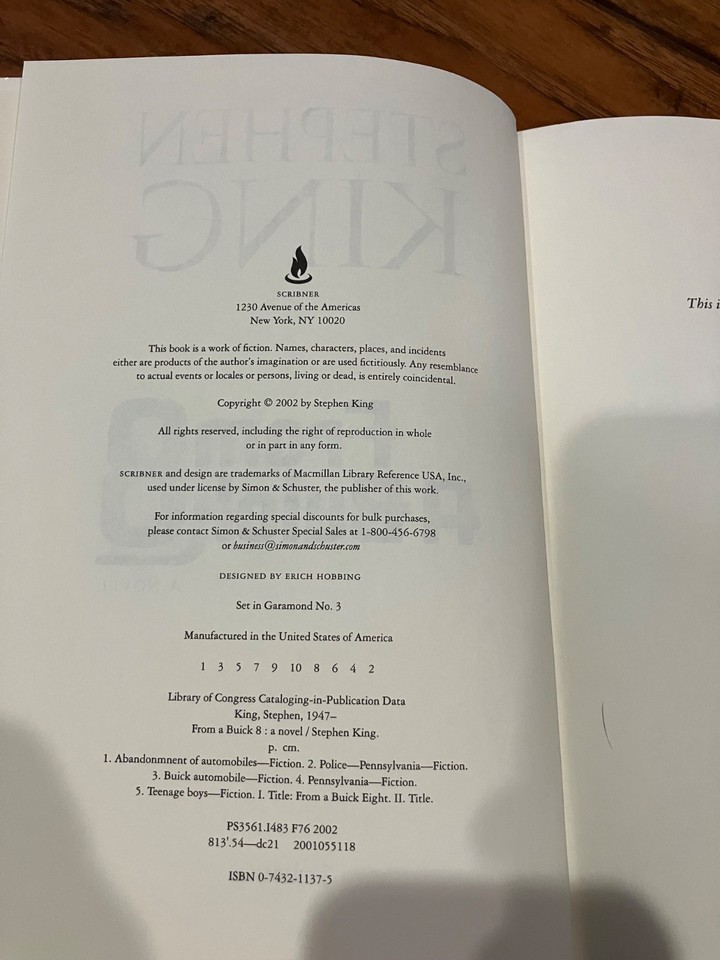 STEPHEN
KING
SCRIBNER
1230 Avenue of the Americas
New York, NY 10020
This book is a work of fiction. Names, characters, places, and incidents
either are products of the author's imagination or are used fictitiously. Any resemblance
to actual events or locales or persons, living or dead, is entirely coincidental.
Copyright © 2002 by Stephen King
All rights reserved, including the right of reproduction in whole
or in part in any form.
SCRIBNER and design are trademarks of Macmillan Library Reference USA, Inc.,
used under license by Simon & Schuster, the publisher of this work.
For information regarding special discounts for bulk purchases,
please contact Simon & Schuster Special Sales at 1-800-456-6798
or business@simonandschuster.com
DESIGNED BY ERICH HOBBING
Set in Garamond No. 3
Manufactured in the United States of America
1 3 5 7 9 10 8 6 4 2
Library of Congress Cataloging-in-Publication Data
King, Stephen, 1947–
From a Buick 8 : a novel / Stephen King.
p. cm.
1. Abandonmnent of automobiles—Fiction. 2. Police—Pennsylvania—Fiction.
3. Buick automobile—Fiction. 4. Pennsylvania—Fiction.
5. Teenage boys—Fiction. I. Title: From a Buick Eight. II. Title.
PS3561.I483 F76 2002
813'.54—dc21 2001055118
ISBN 0-7432-1137-5
This i